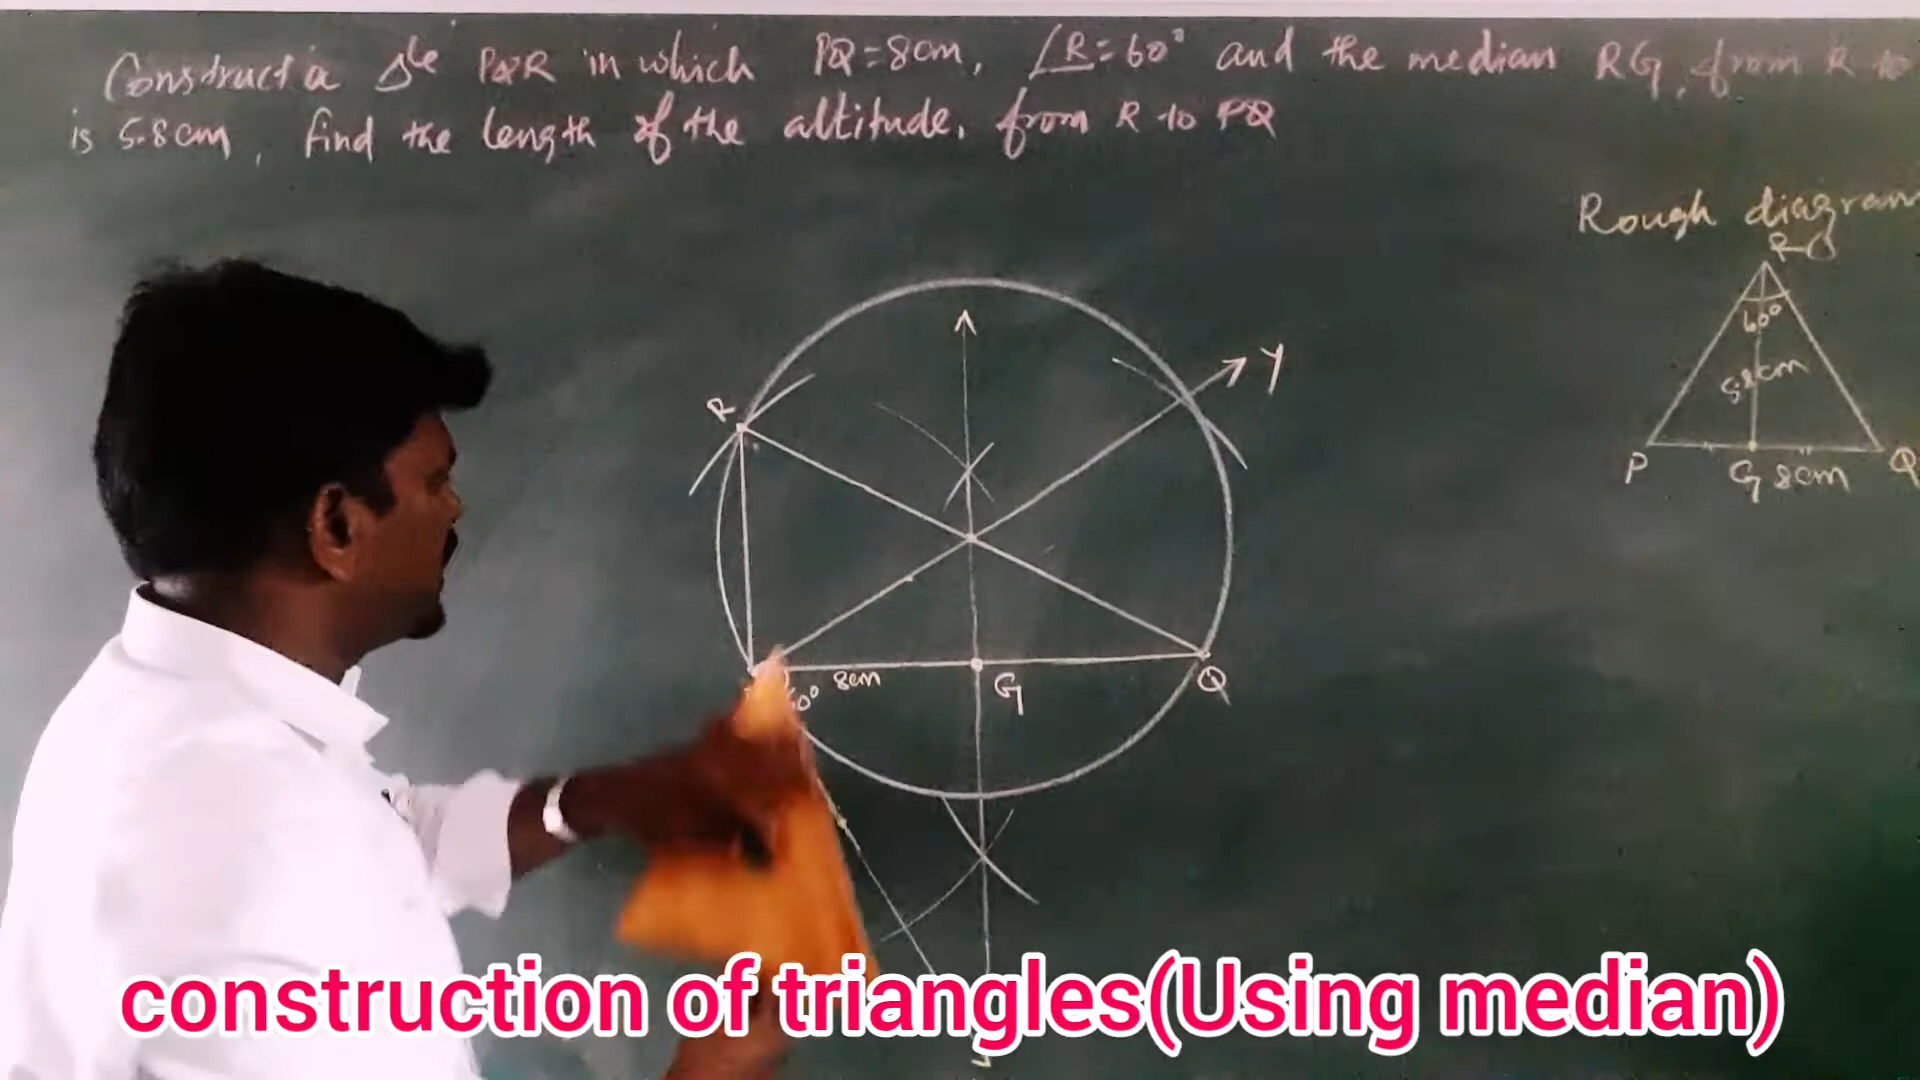 Construct a Δle PQR in which PQ=8cm, ∠R=60° and the median RG, from R to
is 5.8cm, find the length of the altitude, from R to PQ
Rough diagram
R
60°
5.8cm
P G 8cm Q
Y
R
8cm G Q
60°
construction of triangles(Using median)